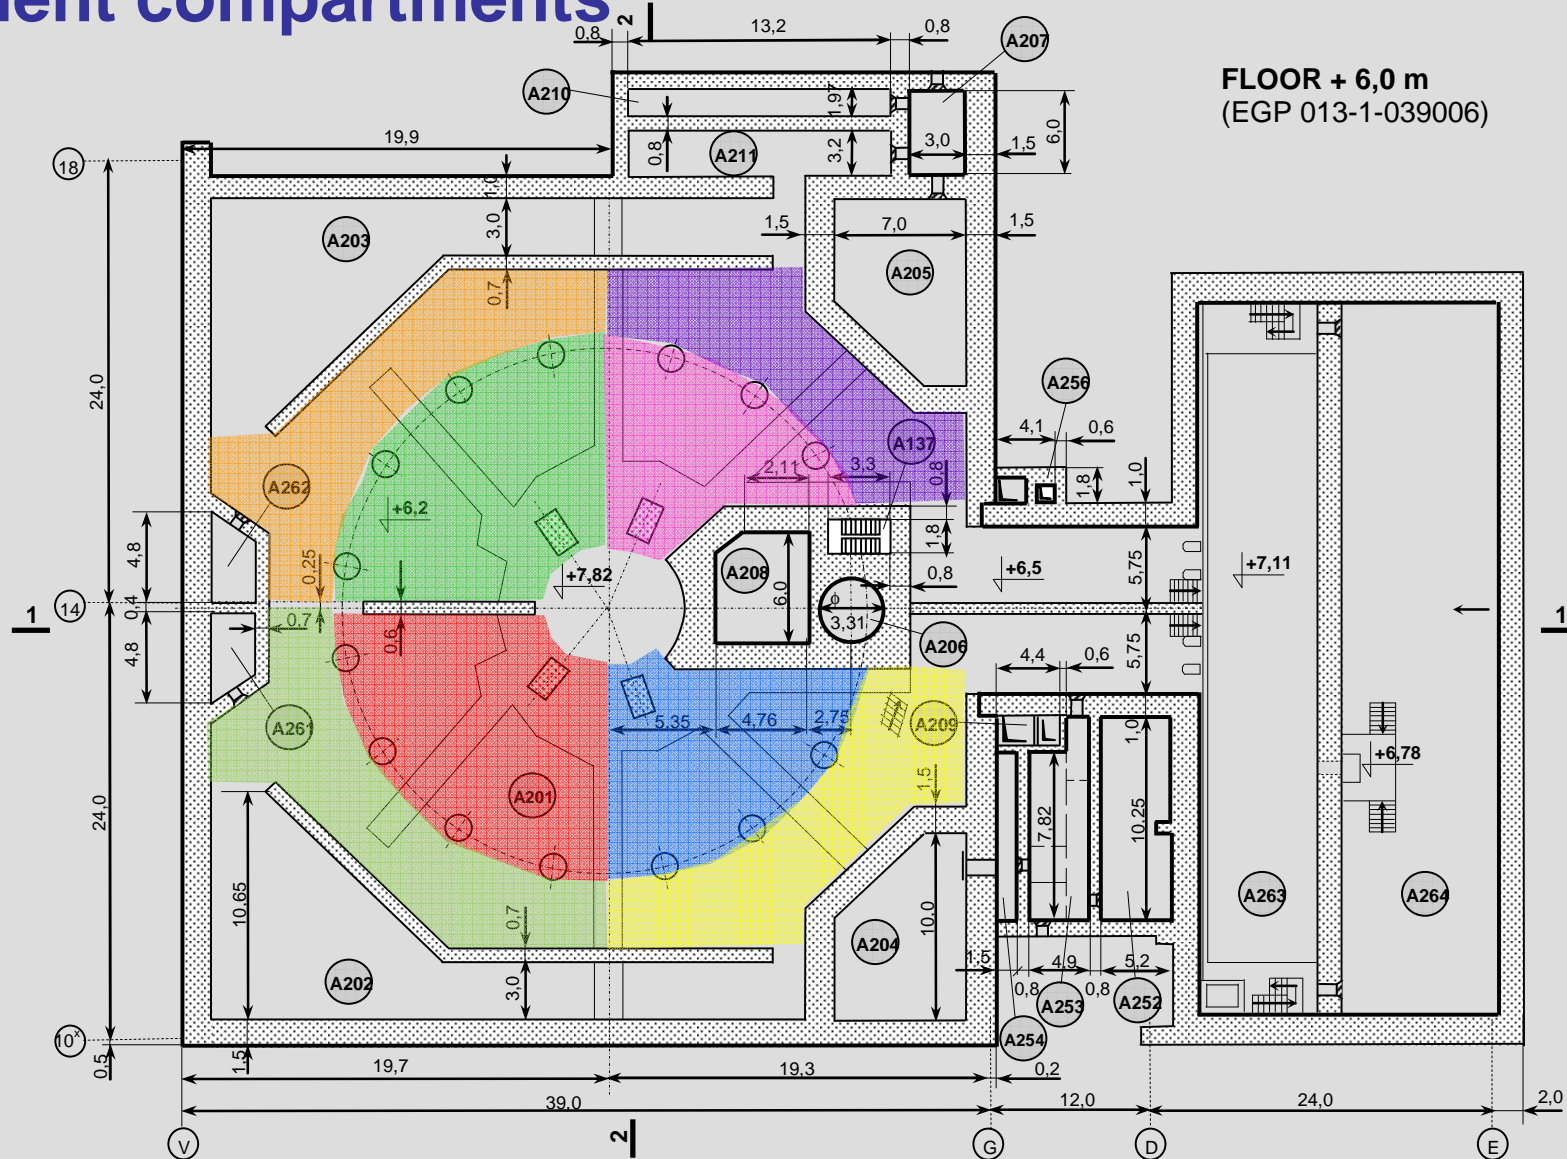 ent compartments
FLOOR + 6,0 m
(EGP 013-1-039006)
2
0,8
13,2
0,8
A207
A210
1,97
19,9
3,0
6,0
1,5
18
0,8
A211
3,2
1,0
A203
3,0
1,5
7,0
1,5
A205
0,7
24,0
A256
4,1
0,6
A137
2,11
3,3
0,8
1,8
1,0
A262
+6,2
4,8
0,25
+7,82
A208
6,0
1,8
0,8
+6,5
5,75
+7,11
1
14
0,4
0,7
0,6
ϕ
3,31
A206
1
4,8
4,4
0,6
5,75
A261
5,35
4,76
2,75
A209
1,0
+6,78
A201
1,5
24,0
7,82
10,25
10,65
A263
A264
0,7
10,0
A204
A202
3,0
1,5
4,9
5,2
0,8
0,8
A253
A252
A254
10x
0,5
1,5
19,7
19,3
0,2
39,0
12,0
24,0
2,0
2
V
G
D
E